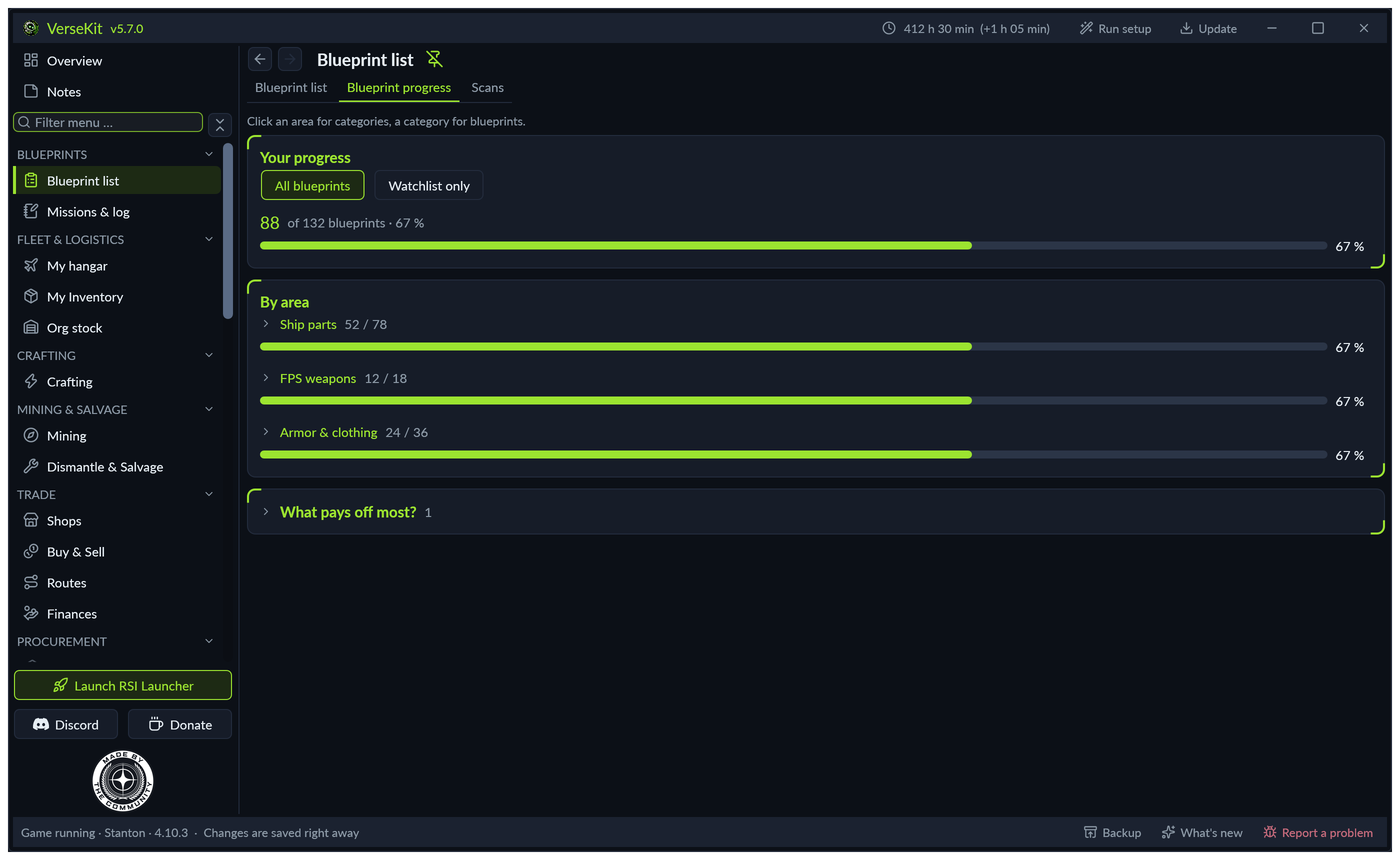 VerseKit v5.7.0
412 h 30 min (+1 h 05 min)
Run setup
Update
Overview
Notes
Filter menu ...
BLUEPRINTS
Blueprint list
Missions & log
FLEET & LOGISTICS
My hangar
My Inventory
Org stock
CRAFTING
Crafting
MINING & SALVAGE
Mining
Dismantle & Salvage
TRADE
Shops
Buy & Sell
Routes
Finances
PROCUREMENT
Launch RSI Launcher
Discord
Donate
MADE BY
THE COMMUNITY
Blueprint list
Blueprint list
Blueprint progress
Scans
Click an area for categories, a category for blueprints.
Your progress
All blueprints
Watchlist only
88 of 132 blueprints · 67 %
67 %
By area
Ship parts 52 / 78
67 %
FPS weapons 12 / 18
67 %
Armor & clothing 24 / 36
67 %
What pays off most? 1
Game running · Stanton · 4.10.3 · Changes are saved right away
Backup
What's new
Report a problem